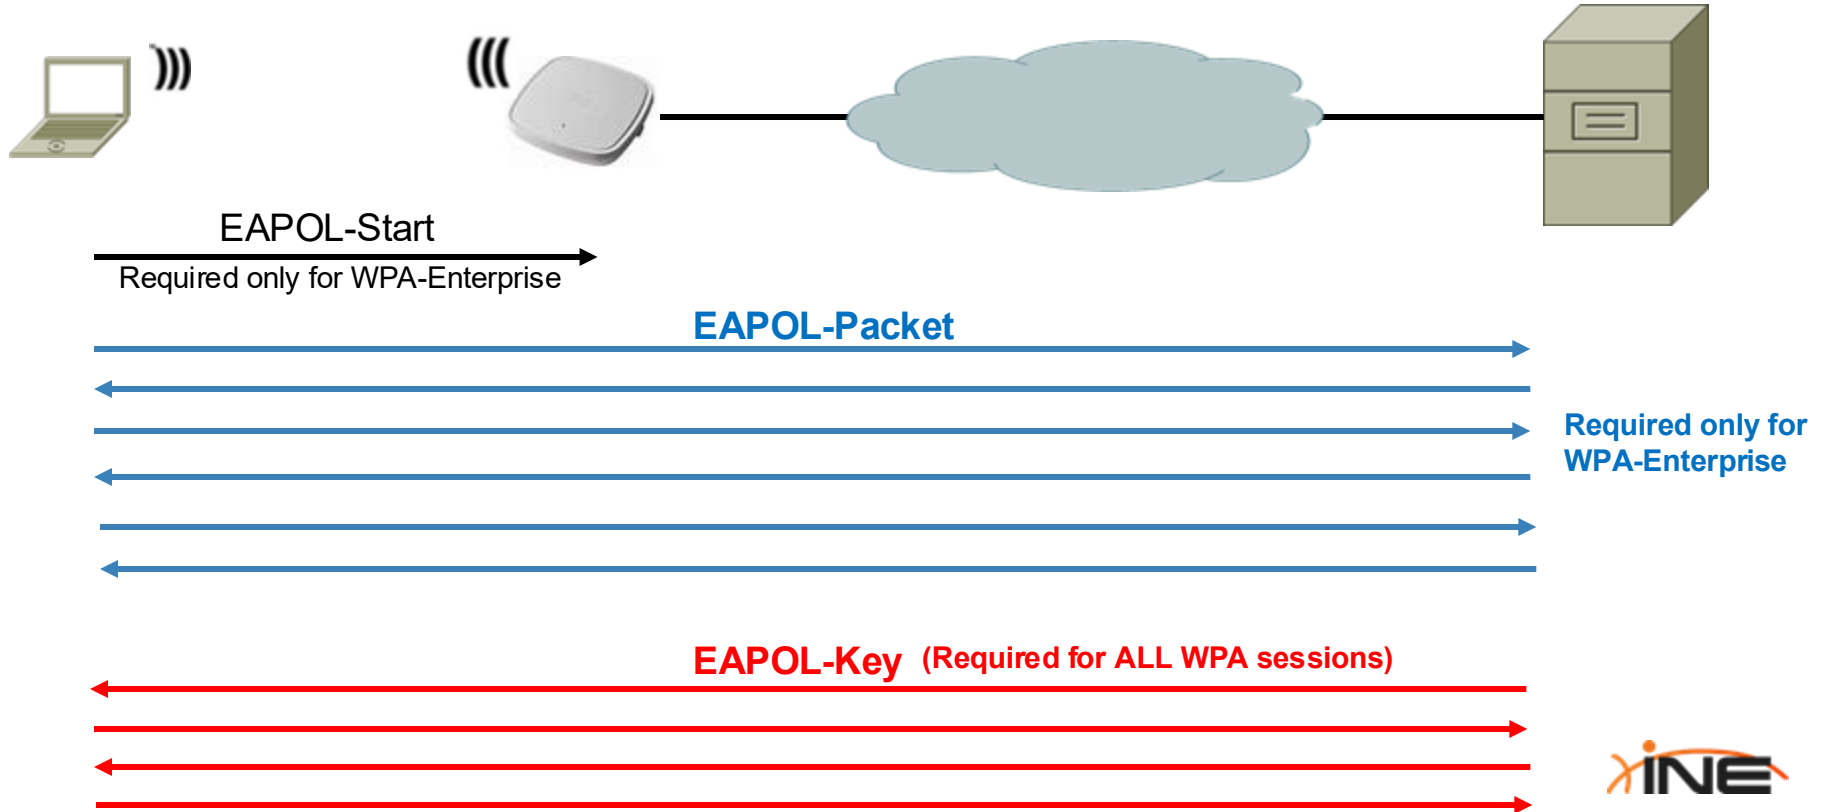 EAPOL-Start
Required only for WPA-Enterprise
EAPOL-Packet
Required only for
WPA-Enterprise
EAPOL-Key (Required for ALL WPA sessions)
iNE